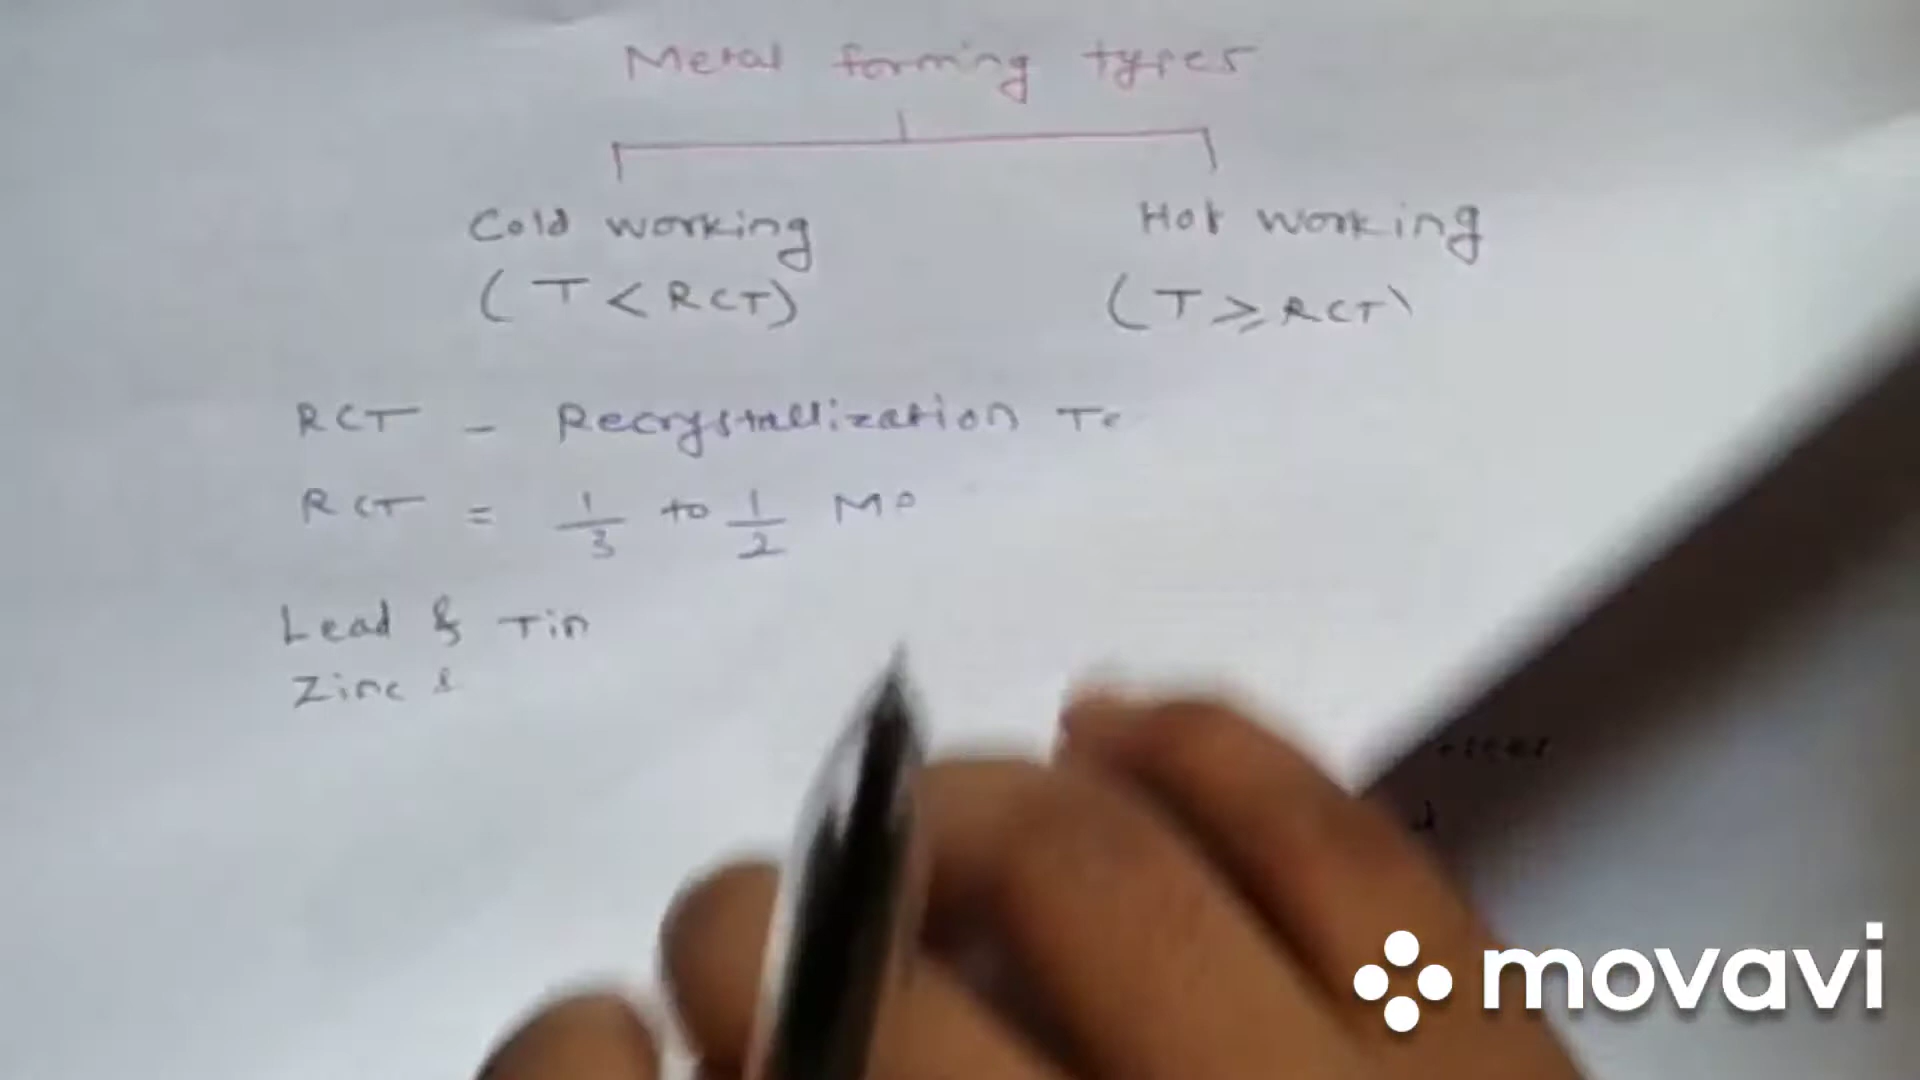 Metal forming types
Cold working
Hot working
(T < RCT)
(T ⩾ RCT)
RCT - Recrystallization Te
RCT = 1/3 to 1/2 MP
Lead & Tin
Zinc &
movavi